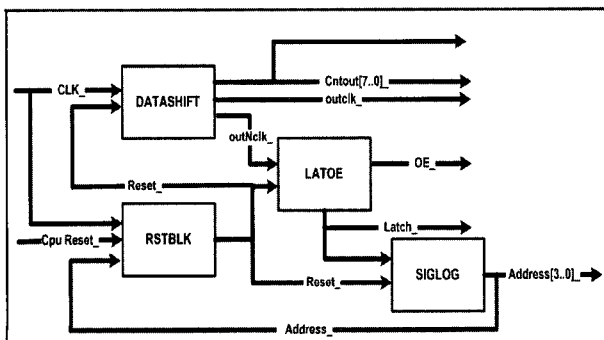 CLK_
DATASHIFT
Cntout[7..0]_
outclk_
outNclk_
LATOE
OE_
Reset_
RSTBLK
Cpu Reset_
Latch_
SIGLOG
Reset_
Address[3..0]_
Address_